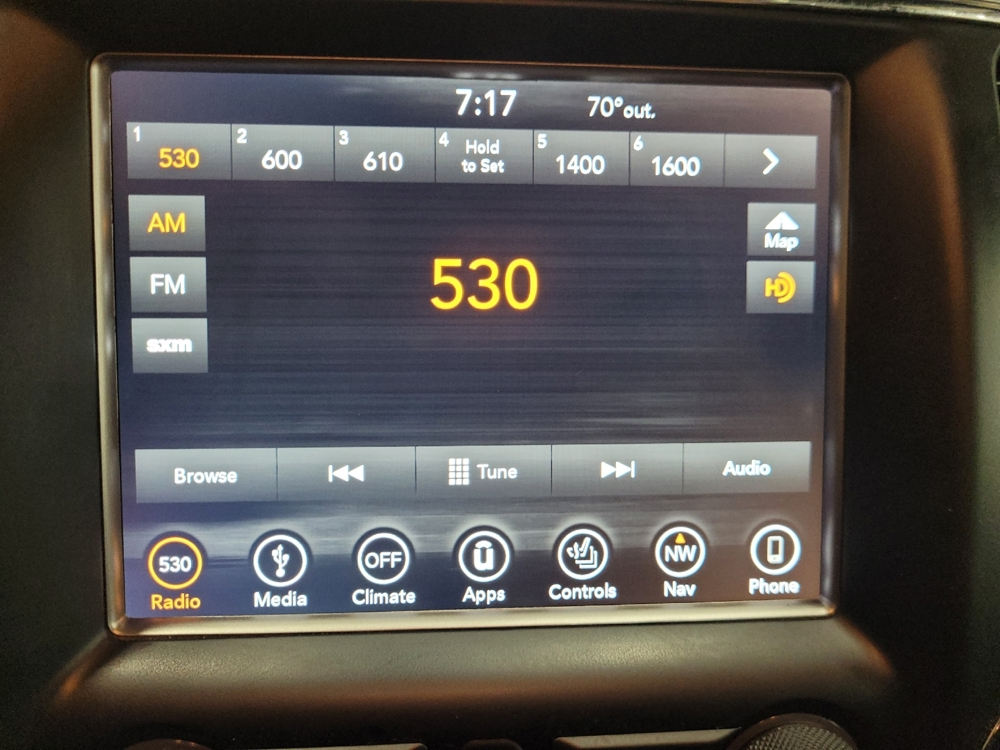 7:17 70°out.
1 530 2 600 3 610 4 Hold to Set 5 1400 6 1600
AM
Map
530
FM
HD
sxm
Browse Tune Audio
530 OFF NW
Radio Media Climate Apps Controls Nav Phone